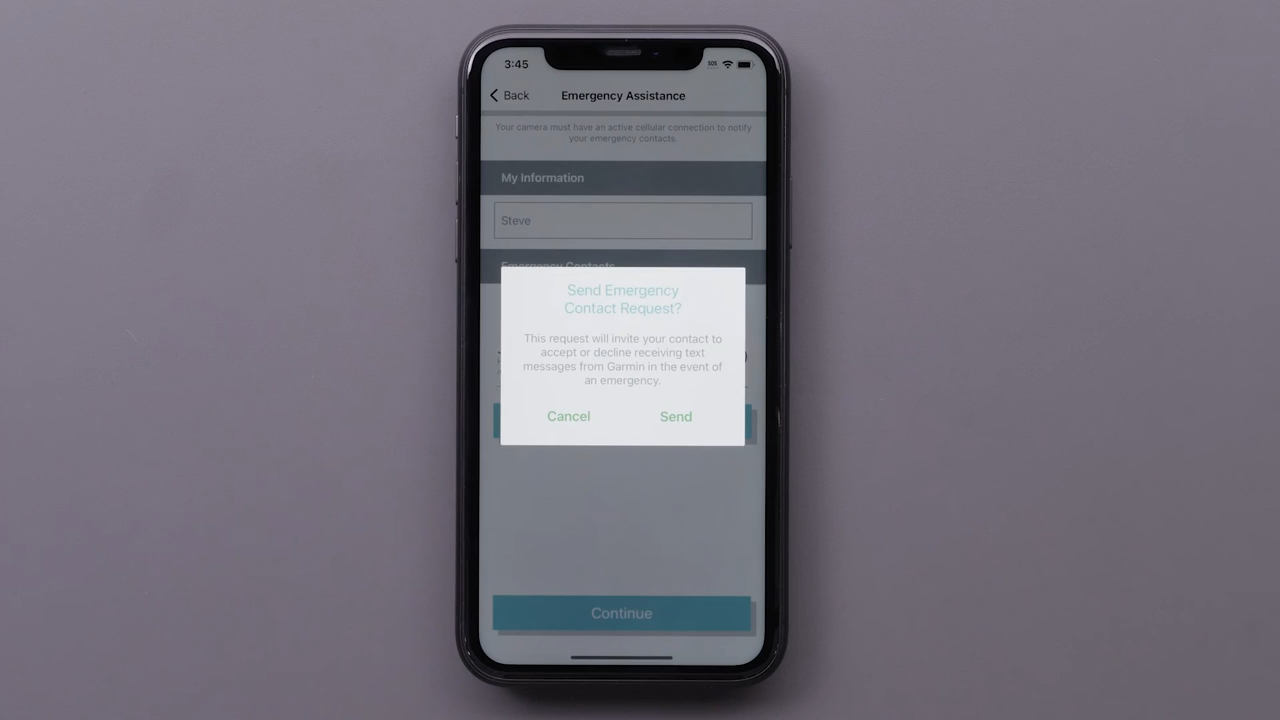 3:45
SOS
Back
Emergency Assistance
Your camera must have an active cellular connection to notify
your emergency contacts.
My Information
Steve
Emergency Contacts
Send Emergency
Contact Request?
This request will invite your contact to
accept or decline receiving text
messages from Garmin in the event of
an emergency.
Cancel
Send
Continue